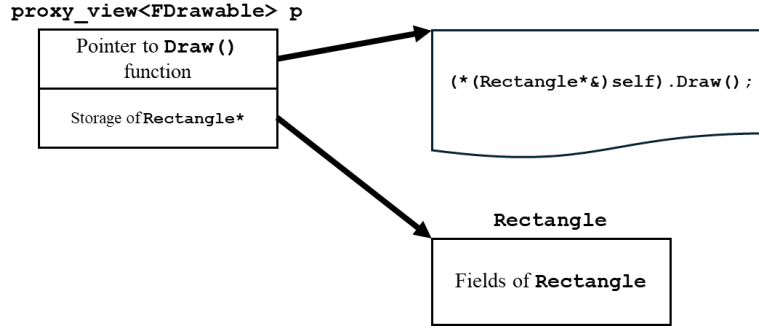 proxy_view<FDrawable> p
Pointer to Draw()
function
Storage of Rectangle*
(*(Rectangle*&)self).Draw();
Rectangle
Fields of Rectangle